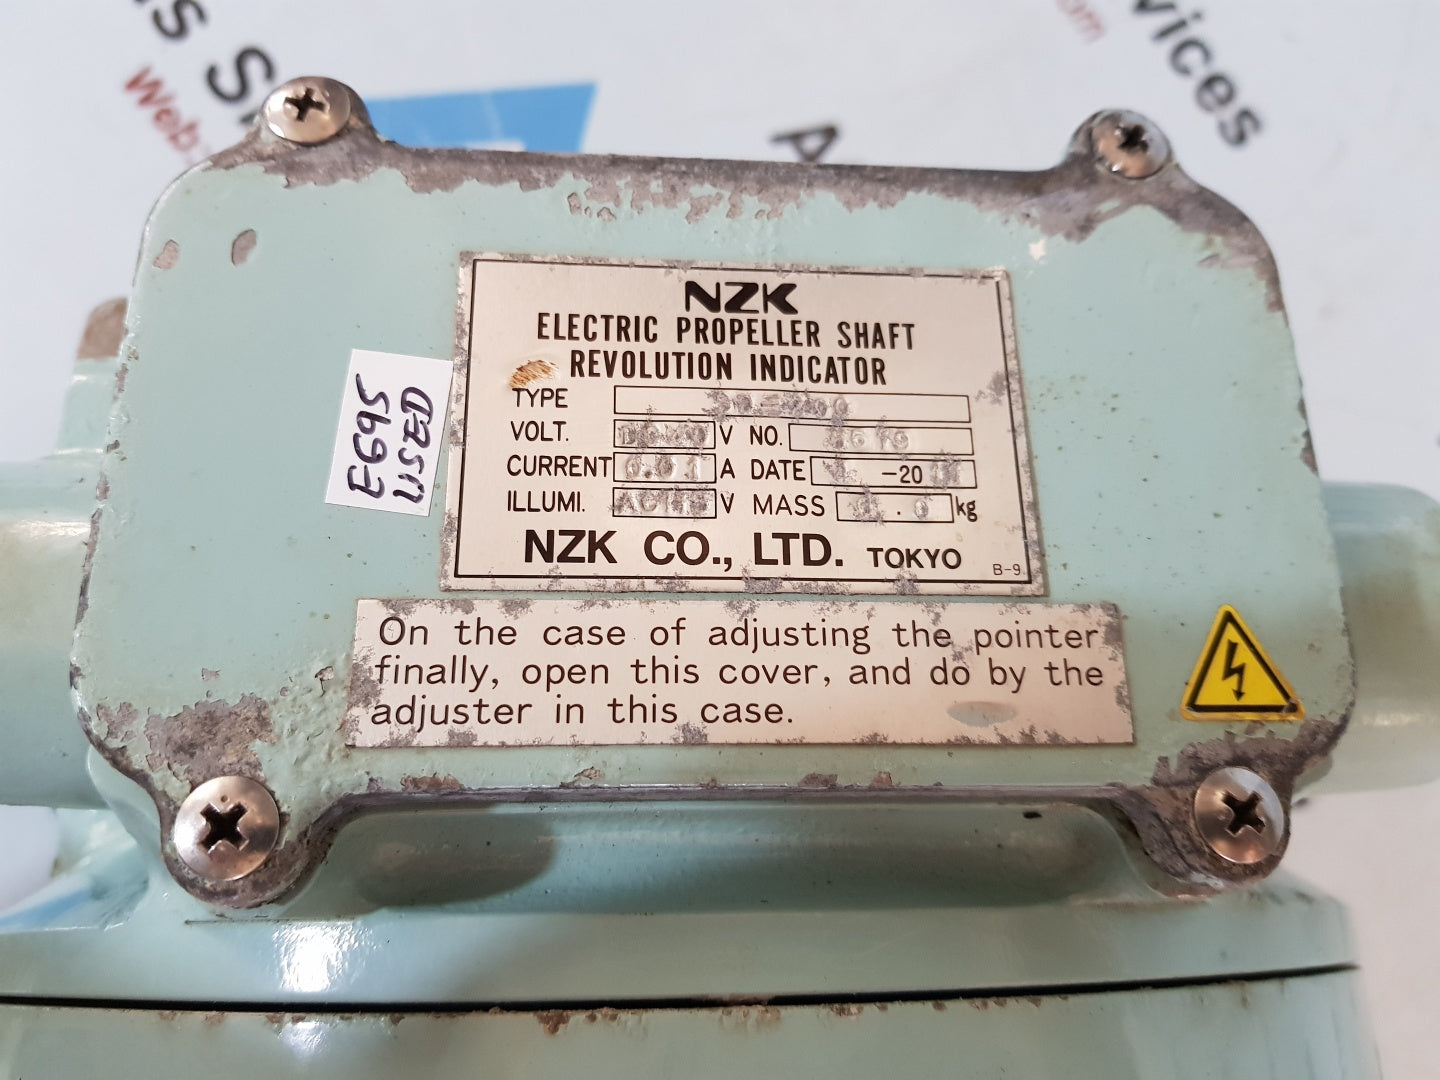 NZK
ELECTRIC PROPELLER SHAFT
REVOLUTION INDICATOR
TYPE
VOLT. V NO.
CURRENT 0.01 A DATE -20
ILLUMI. V MASS kg
NZK CO., LTD. TOKYO
B-9
On the case of adjusting the pointer
finally, open this cover, and do by the
adjuster in this case.
E695
USED